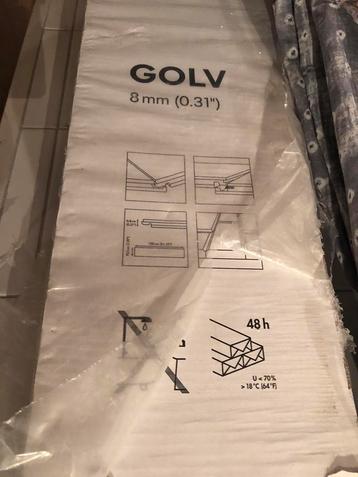 GOLV
8 mm (0.31")
48 h
U < 70%
> 18°C (64°F)